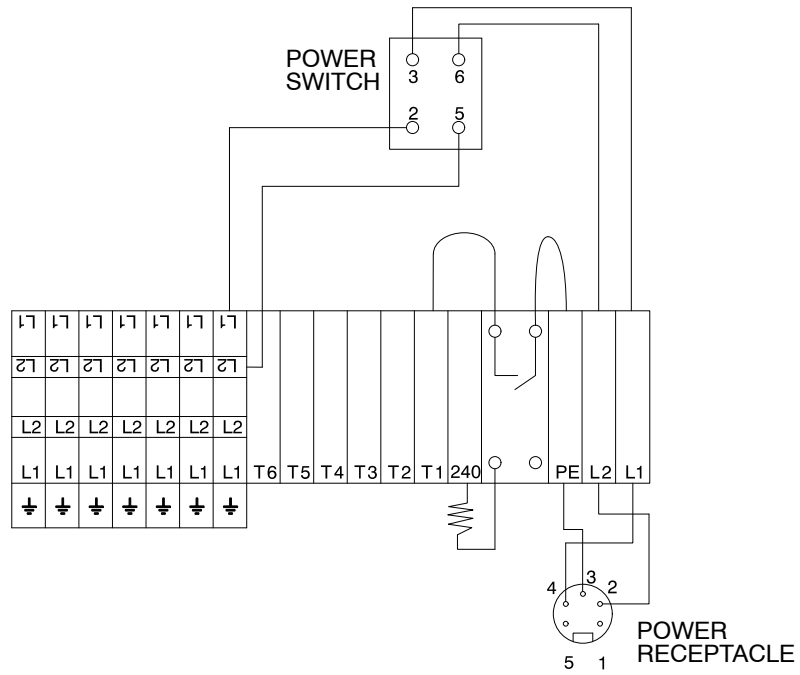 POWER
SWITCH
3 6
2 5
L1 L1 L1 L1 L1 L1 L1
L2 L2 L2 L2 L2 L2 L2
L2 L2 L2 L2 L2 L2 L2
L1 L1 L1 L1 L1 L1 L1 T6 T5 T4 T3 T2 T1 240 PE L2 L1
4 3 2
POWER
RECEPTACLE
5 1